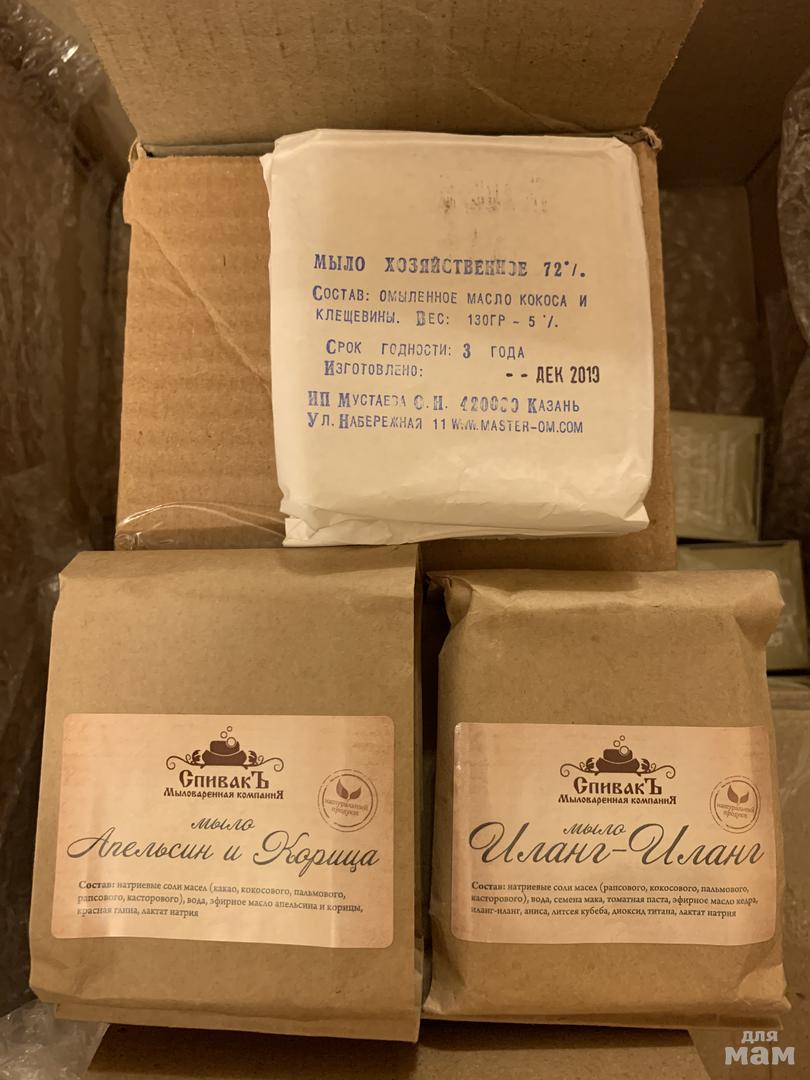 МЫЛО ХОЗЯЙСТВЕННОЕ 72%.
СОСТАВ: ОМЫЛЕННОЕ МАСЛО КОКОСА И
КЛЕЩЕВИНЫ. ВЕС: 130ГР - 5 %.
СРОК ГОДНОСТИ: 3 ГОДА
ИЗГОТОВЛЕНО: -- ДЕК 2019
ИП МУСТАЕВА С.Н. 420030 КАЗАНЬ
УЛ. НАБЕРЕЖНАЯ 11 WWW.MASTER-OM.COM
СпивакЪ
Мыловаренная компаниЯ
натуральный
продукт
мыло
Апельсин и Корица
Состав: натриевые соли масел (какао, кокосового, пальмового,
рапсового, касторового), вода, эфирное масло апельсина и корицы,
красная глина, лактат натрия
СпивакЪ
Мыловаренная компаниЯ
натуральный
продукт
мыло
Иланг-Иланг
Состав: натриевые соли масел (рапсового, кокосового, пальмового,
касторового), вода, семена мака, томатная паста, эфирное масло кедра,
иланг-иланг, аниса, литсея кубеба, диоксид титана, лактат натрия
для
мам